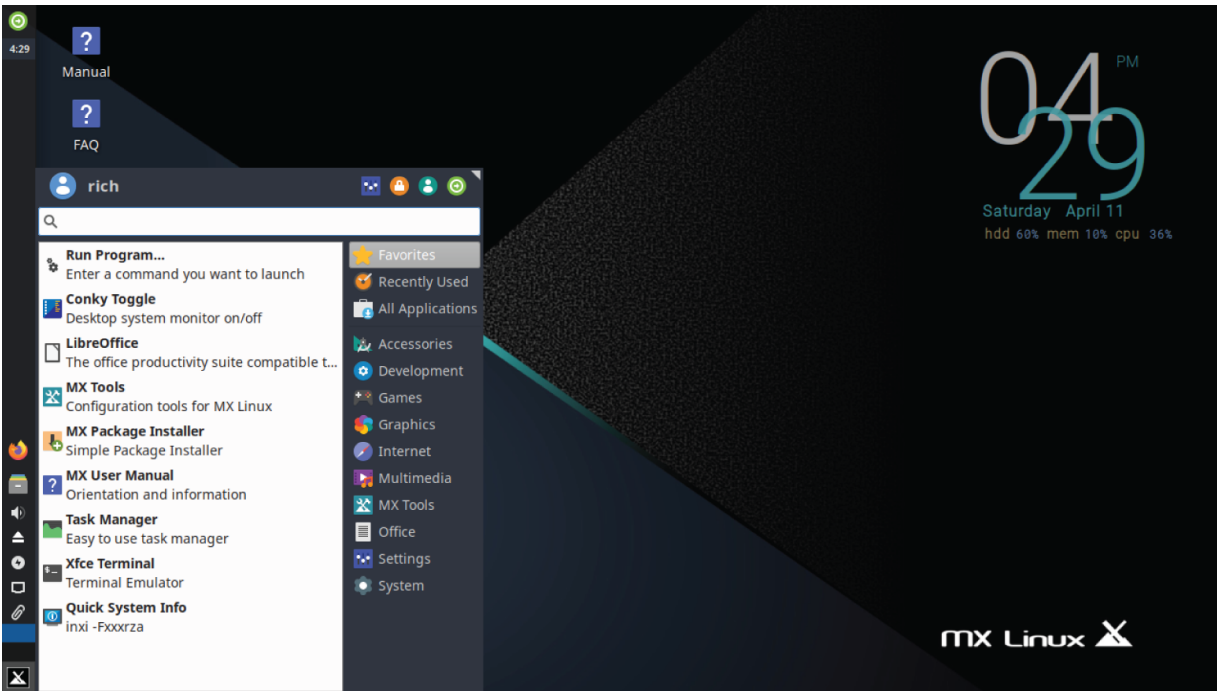 4:29
Manual
FAQ
04
PM
29
Saturday April 11
hdd 60% mem 10% cpu 36%
rich
Run Program...
Enter a command you want to launch
Conky Toggle
Desktop system monitor on/off
LibreOffice
The office productivity suite compatible t...
MX Tools
Configuration tools for MX Linux
MX Package Installer
Simple Package Installer
MX User Manual
Orientation and information
Task Manager
Easy to use task manager
Xfce Terminal
Terminal Emulator
Quick System Info
inxi -Fxxxrza
Favorites
Recently Used
All Applications
Accessories
Development
Games
Graphics
Internet
Multimedia
MX Tools
Office
Settings
System
MX Linux